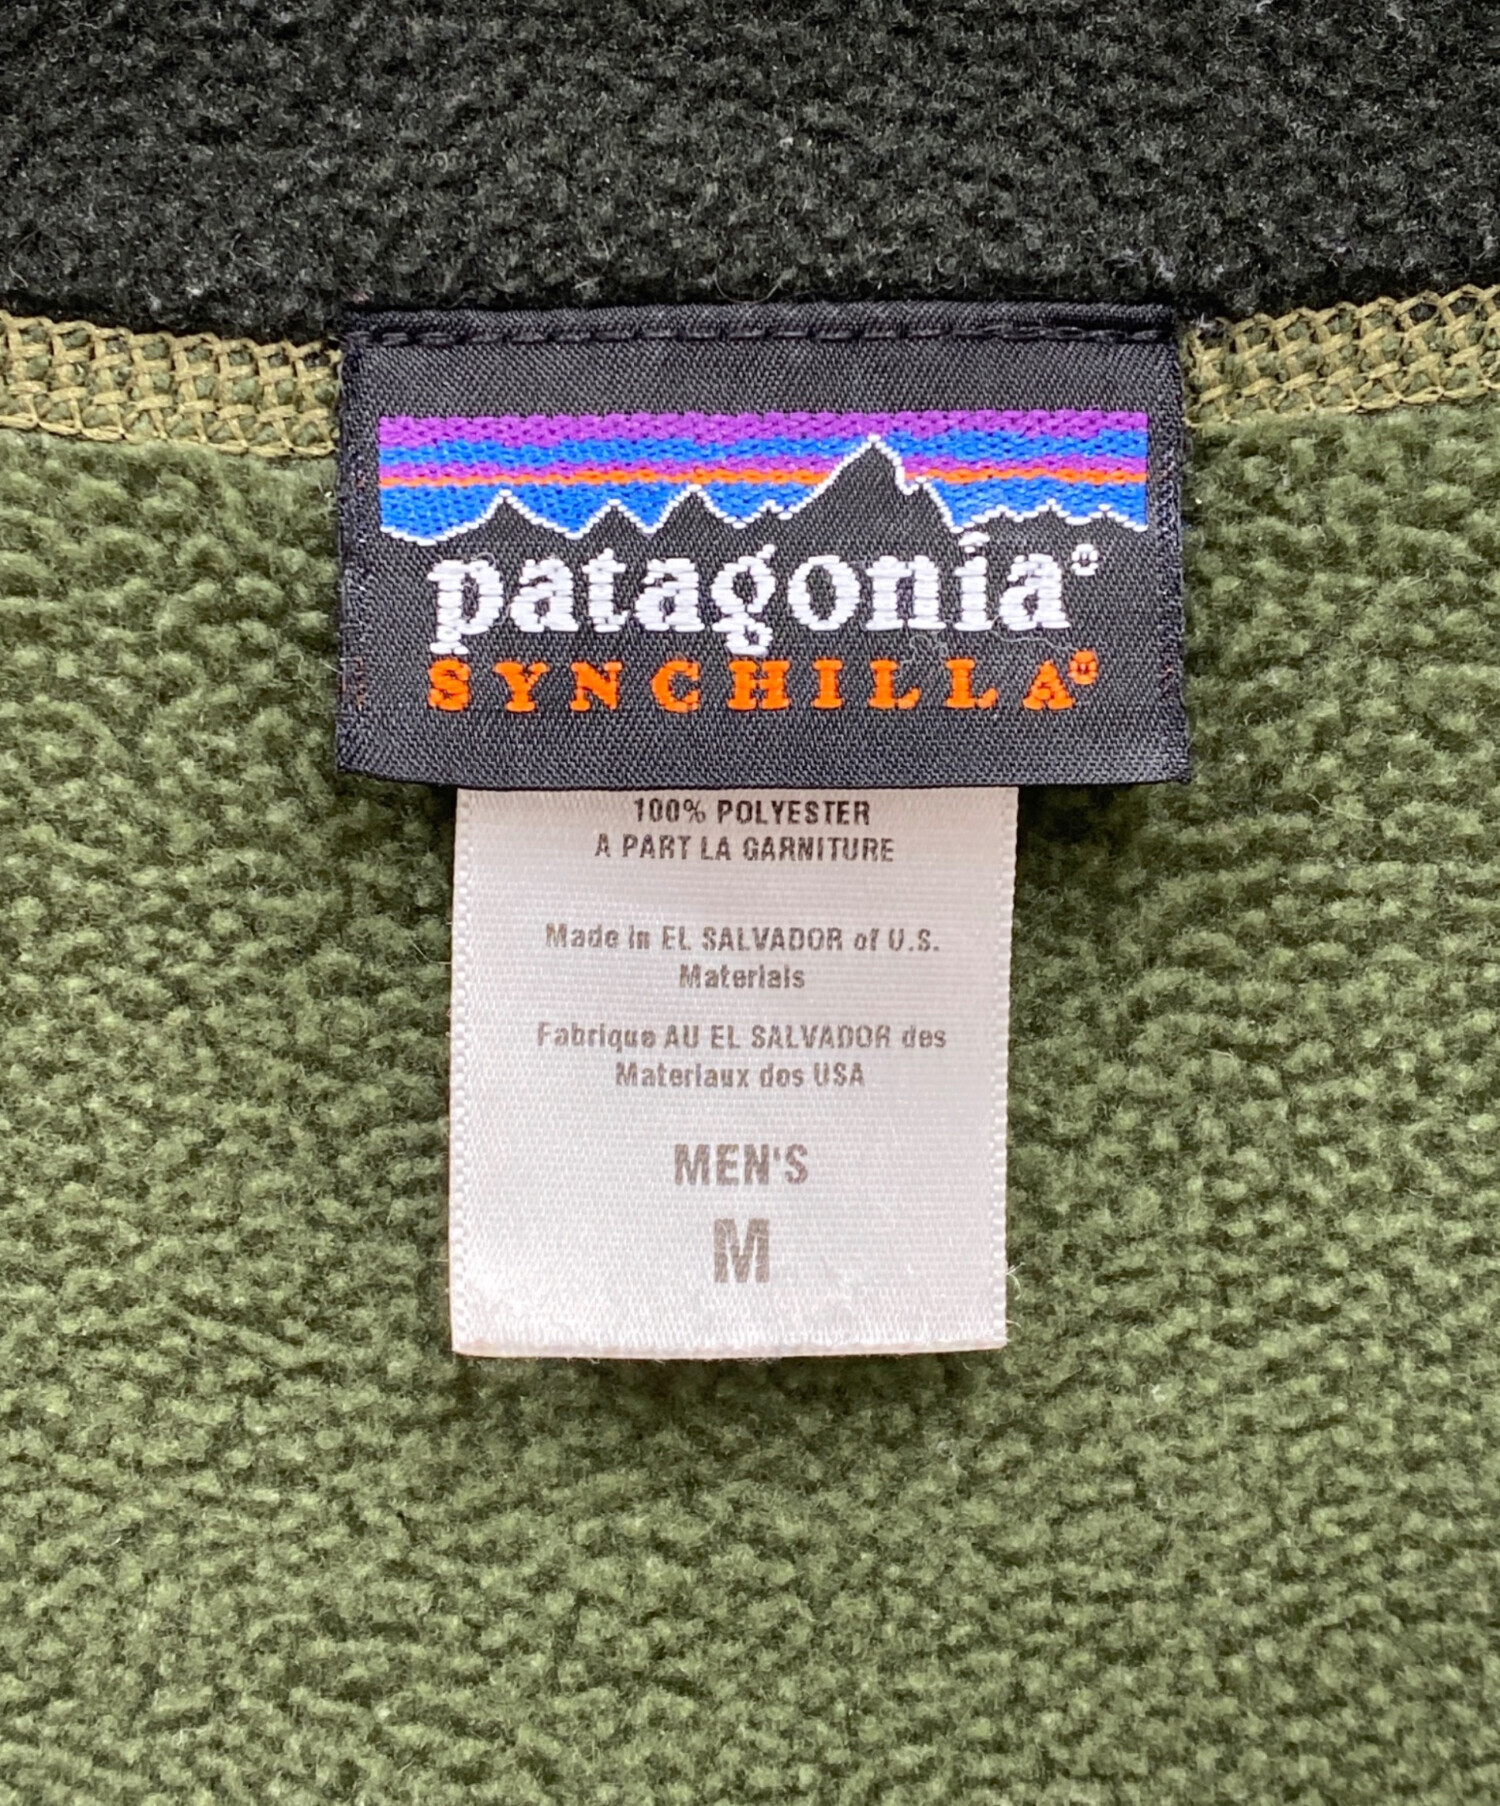 patagonia®
SYNCHILLA®
100% POLYESTER
A PART LA GARNITURE
Made in EL SALVADOR of U.S.
Materials
Fabrique AU EL SALVADOR des
Materiaux dos USA
MEN'S
M